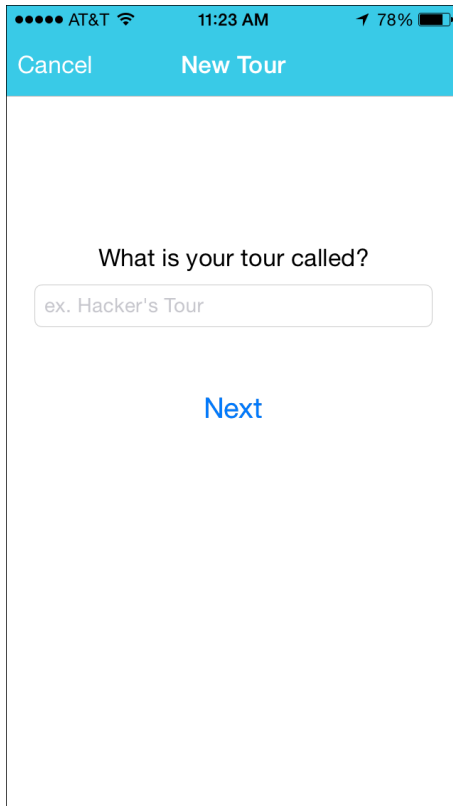 AT&T 11:23 AM 78%
Cancel New Tour
What is your tour called?
ex. Hacker's Tour
Next